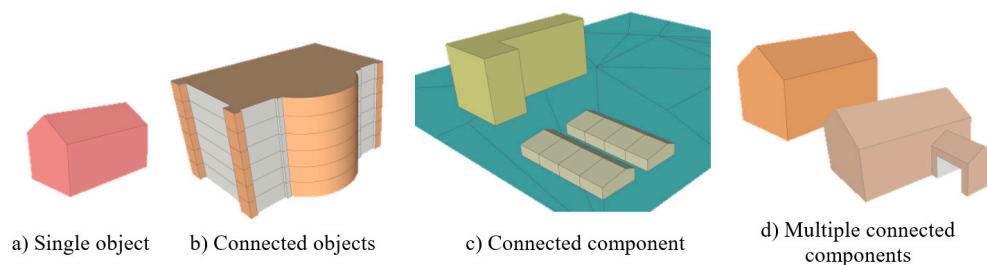 a) Single object
b) Connected objects
c) Connected component
d) Multiple connected
components